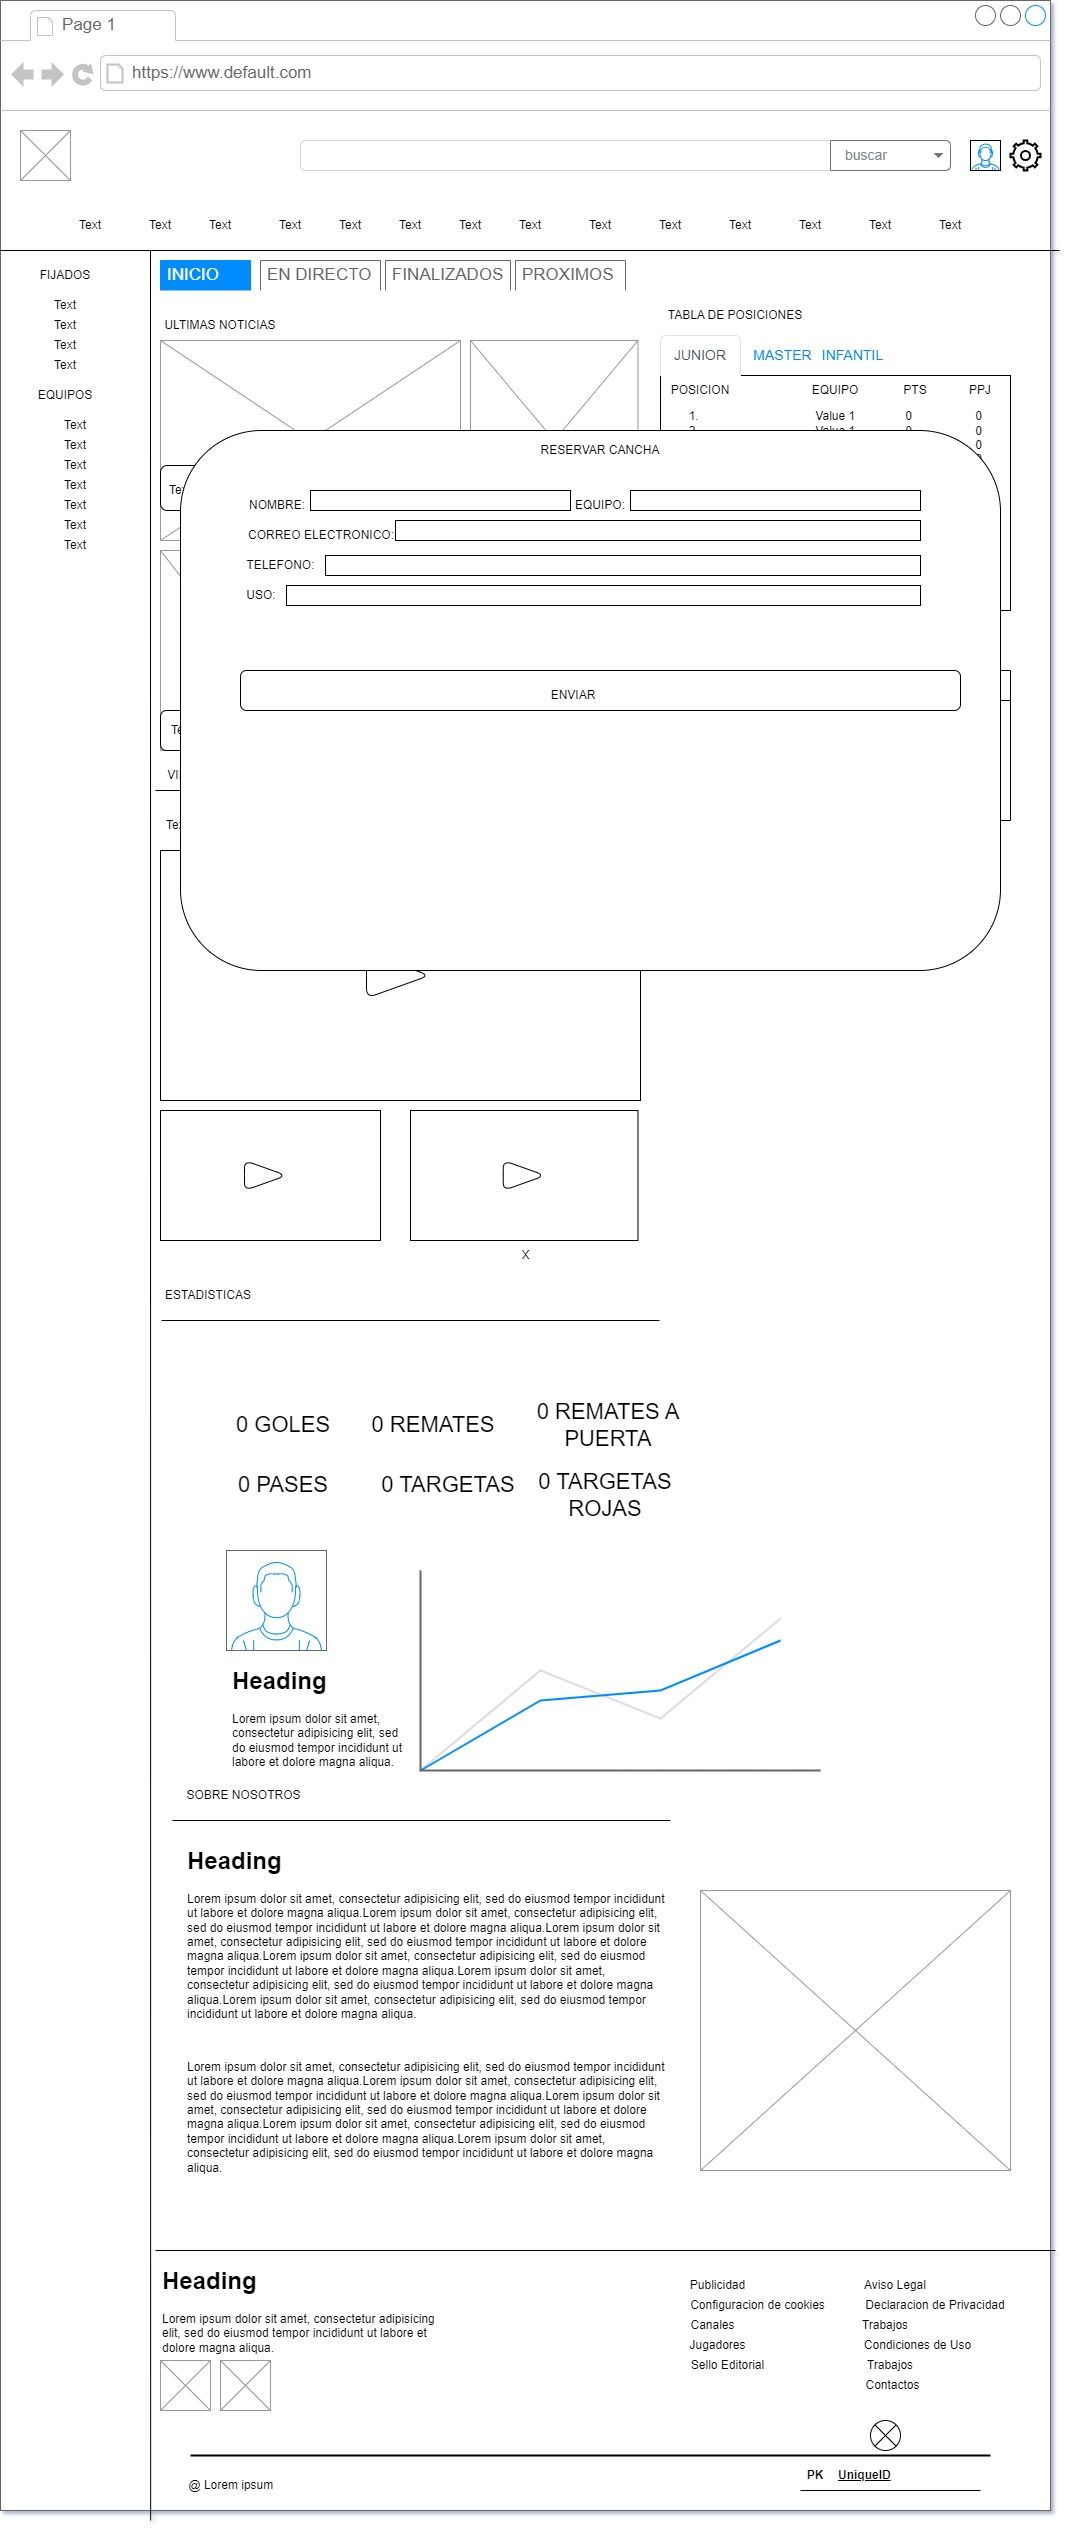 Page 1
https://www.default.com
buscar
Text Text Text Text Text Text Text Text Text Text Text Text Text Text
FIJADOS
Text
Text
Text
Text
EQUIPOS
Text
Text
Text
Text
Text
Text
Text
INICIO EN DIRECTO FINALIZADOS PROXIMOS
ULTIMAS NOTICIAS
TABLA DE POSICIONES
JUNIOR MASTER INFANTIL
POSICION EQUIPO PTS PPJ
1. Value 1 0 0
0
0
RESERVAR CANCHA
NOMBRE: EQUIPO:
CORREO ELECTRONICO:
TELEFONO:
USO:
ENVIAR
X
ESTADISTICAS
0 GOLES 0 REMATES 0 REMATES A
PUERTA
0 PASES 0 TARGETAS 0 TARGETAS
ROJAS
Heading
Lorem ipsum dolor sit amet,
consectetur adipisicing elit, sed
do eiusmod tempor incididunt ut
labore et dolore magna aliqua.
SOBRE NOSOTROS
Heading
Lorem ipsum dolor sit amet, consectetur adipisicing elit, sed do eiusmod tempor incididunt
ut labore et dolore magna aliqua.Lorem ipsum dolor sit amet, consectetur adipisicing elit,
sed do eiusmod tempor incididunt ut labore et dolore magna aliqua.Lorem ipsum dolor sit
amet, consectetur adipisicing elit, sed do eiusmod tempor incididunt ut labore et dolore
magna aliqua.Lorem ipsum dolor sit amet, consectetur adipisicing elit, sed do eiusmod
tempor incididunt ut labore et dolore magna aliqua.Lorem ipsum dolor sit amet,
consectetur adipisicing elit, sed do eiusmod tempor incididunt ut labore et dolore magna
aliqua.Lorem ipsum dolor sit amet, consectetur adipisicing elit, sed do eiusmod tempor
incididunt ut labore et dolore magna aliqua.
Lorem ipsum dolor sit amet, consectetur adipisicing elit, sed do eiusmod tempor incididunt
ut labore et dolore magna aliqua.Lorem ipsum dolor sit amet, consectetur adipisicing elit,
sed do eiusmod tempor incididunt ut labore et dolore magna aliqua.Lorem ipsum dolor sit
amet, consectetur adipisicing elit, sed do eiusmod tempor incididunt ut labore et dolore
magna aliqua.Lorem ipsum dolor sit amet, consectetur adipisicing elit, sed do eiusmod
tempor incididunt ut labore et dolore magna aliqua.Lorem ipsum dolor sit amet,
consectetur adipisicing elit, sed do eiusmod tempor incididunt ut labore et dolore magna
aliqua.
Heading
Lorem ipsum dolor sit amet, consectetur adipisicing
elit, sed do eiusmod tempor incididunt ut labore et
dolore magna aliqua.
Publicidad Aviso Legal
Configuracion de cookies Declaracion de Privacidad
Canales Trabajos
Jugadores Condiciones de Uso
Sello Editorial Trabajos
Contactos
@ Lorem ipsum
PK UniqueID